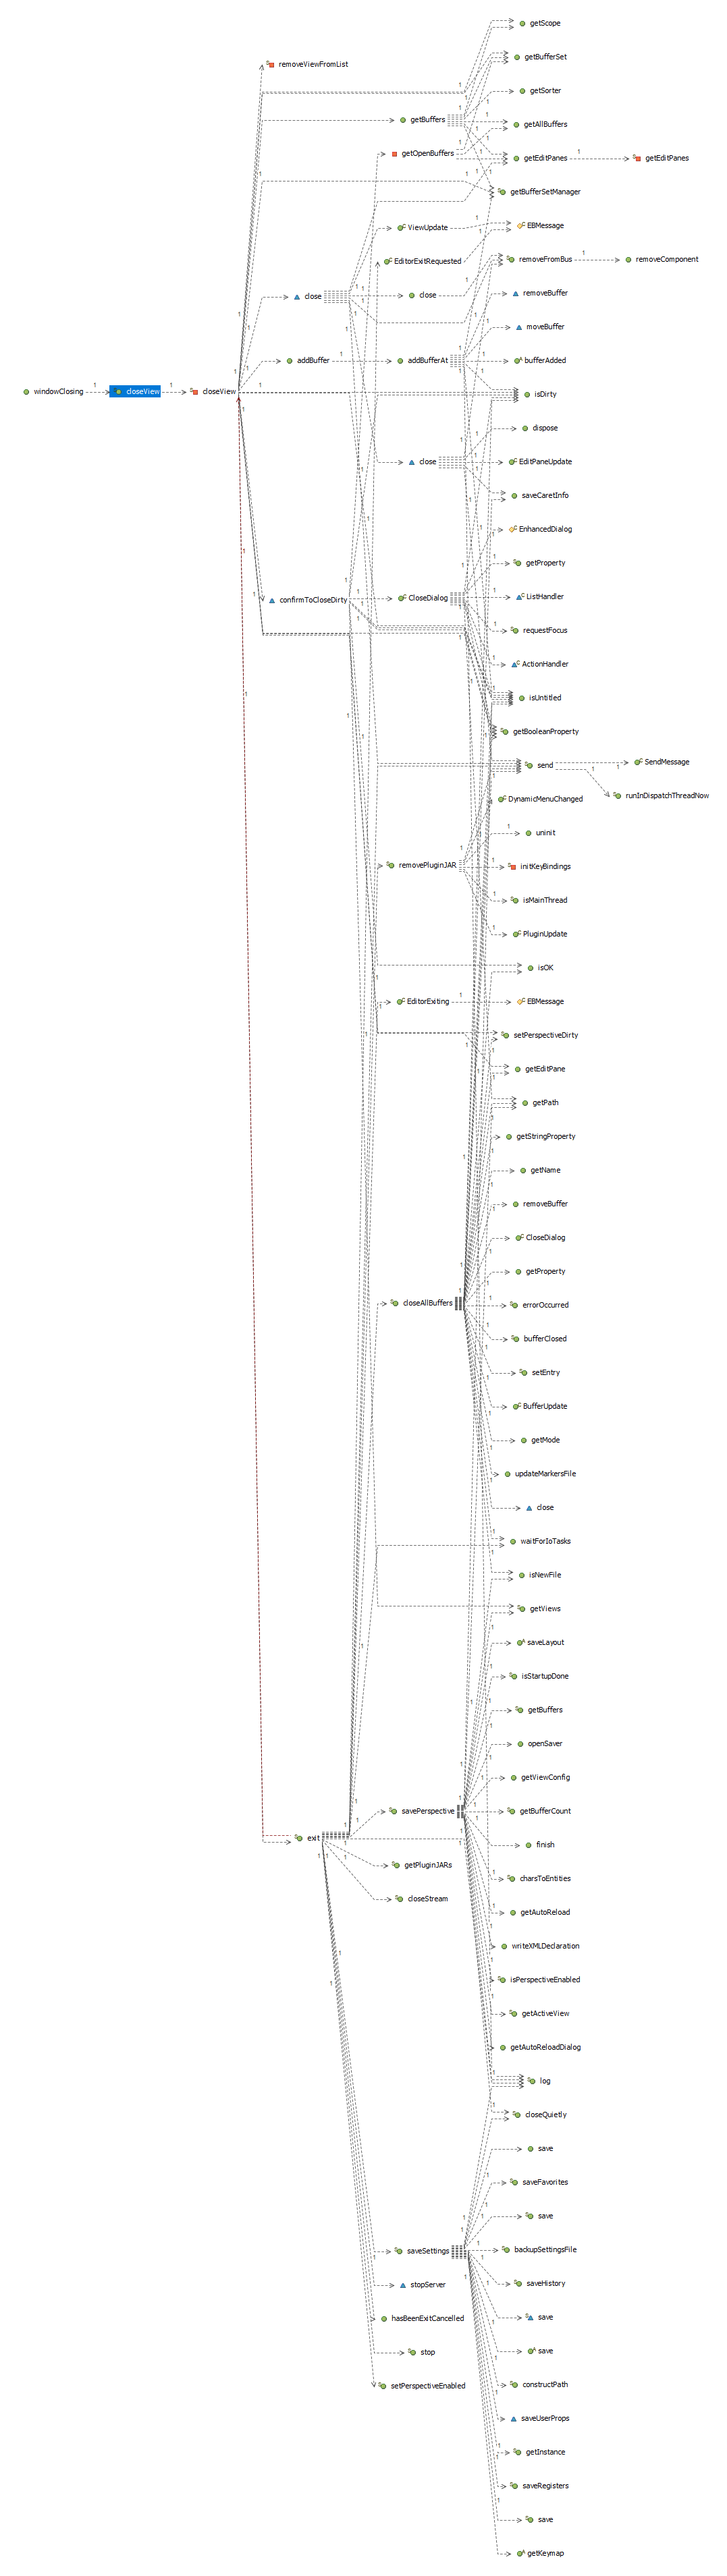 getScope
getBufferSet
removeViewFromList
getSorter
getBuffers
getAllBuffers
getOpenBuffers
getEditPanes
getEditPanes
getBufferSetManager
ViewUpdate
EBMessage
EditorExitRequested
removeFromBus
removeComponent
close
close
removeBuffer
moveBuffer
addBuffer
addBufferAt
bufferAdded
windowClosing
closeView
closeView
isDirty
dispose
close
EditPaneUpdate
saveCaretInfo
EnhancedDialog
getProperty
confirmToCloseDirty
CloseDialog
ListHandler
requestFocus
ActionHandler
isUntitled
getBooleanProperty
send
SendMessage
runInDispatchThreadNow
DynamicMenuChanged
uninit
removePluginJAR
initKeyBindings
isMainThread
PluginUpdate
isOK
EditorExiting
EBMessage
setPerspectiveDirty
getEditPane
getPath
getStringProperty
getName
removeBuffer
CloseDialog
getProperty
closeAllBuffers
errorOccurred
bufferClosed
setEntry
BufferUpdate
getMode
updateMarkersFile
close
waitForIoTasks
isNewFile
getViews
saveLayout
isStartupDone
getBuffers
openSaver
getViewConfig
savePerspective
getBufferCount
exit
finish
getPluginJARs
charsToEntities
closeStream
getAutoReload
writeXMLDeclaration
isPerspectiveEnabled
getActiveView
getAutoReloadDialog
log
closeQuietly
save
saveFavorites
save
saveSettings
backupSettingsFile
stopServer
saveHistory
hasBeenExitCancelled
save
stop
save
setPerspectiveEnabled
constructPath
saveUserProps
getInstance
saveRegisters
save
getKeymap